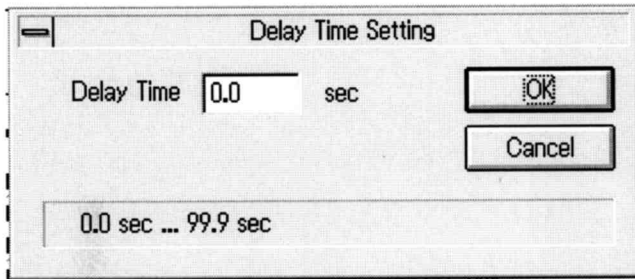 Delay Time Setting
Delay Time 0.0 sec
OK
Cancel
0.0 sec ... 99.9 sec